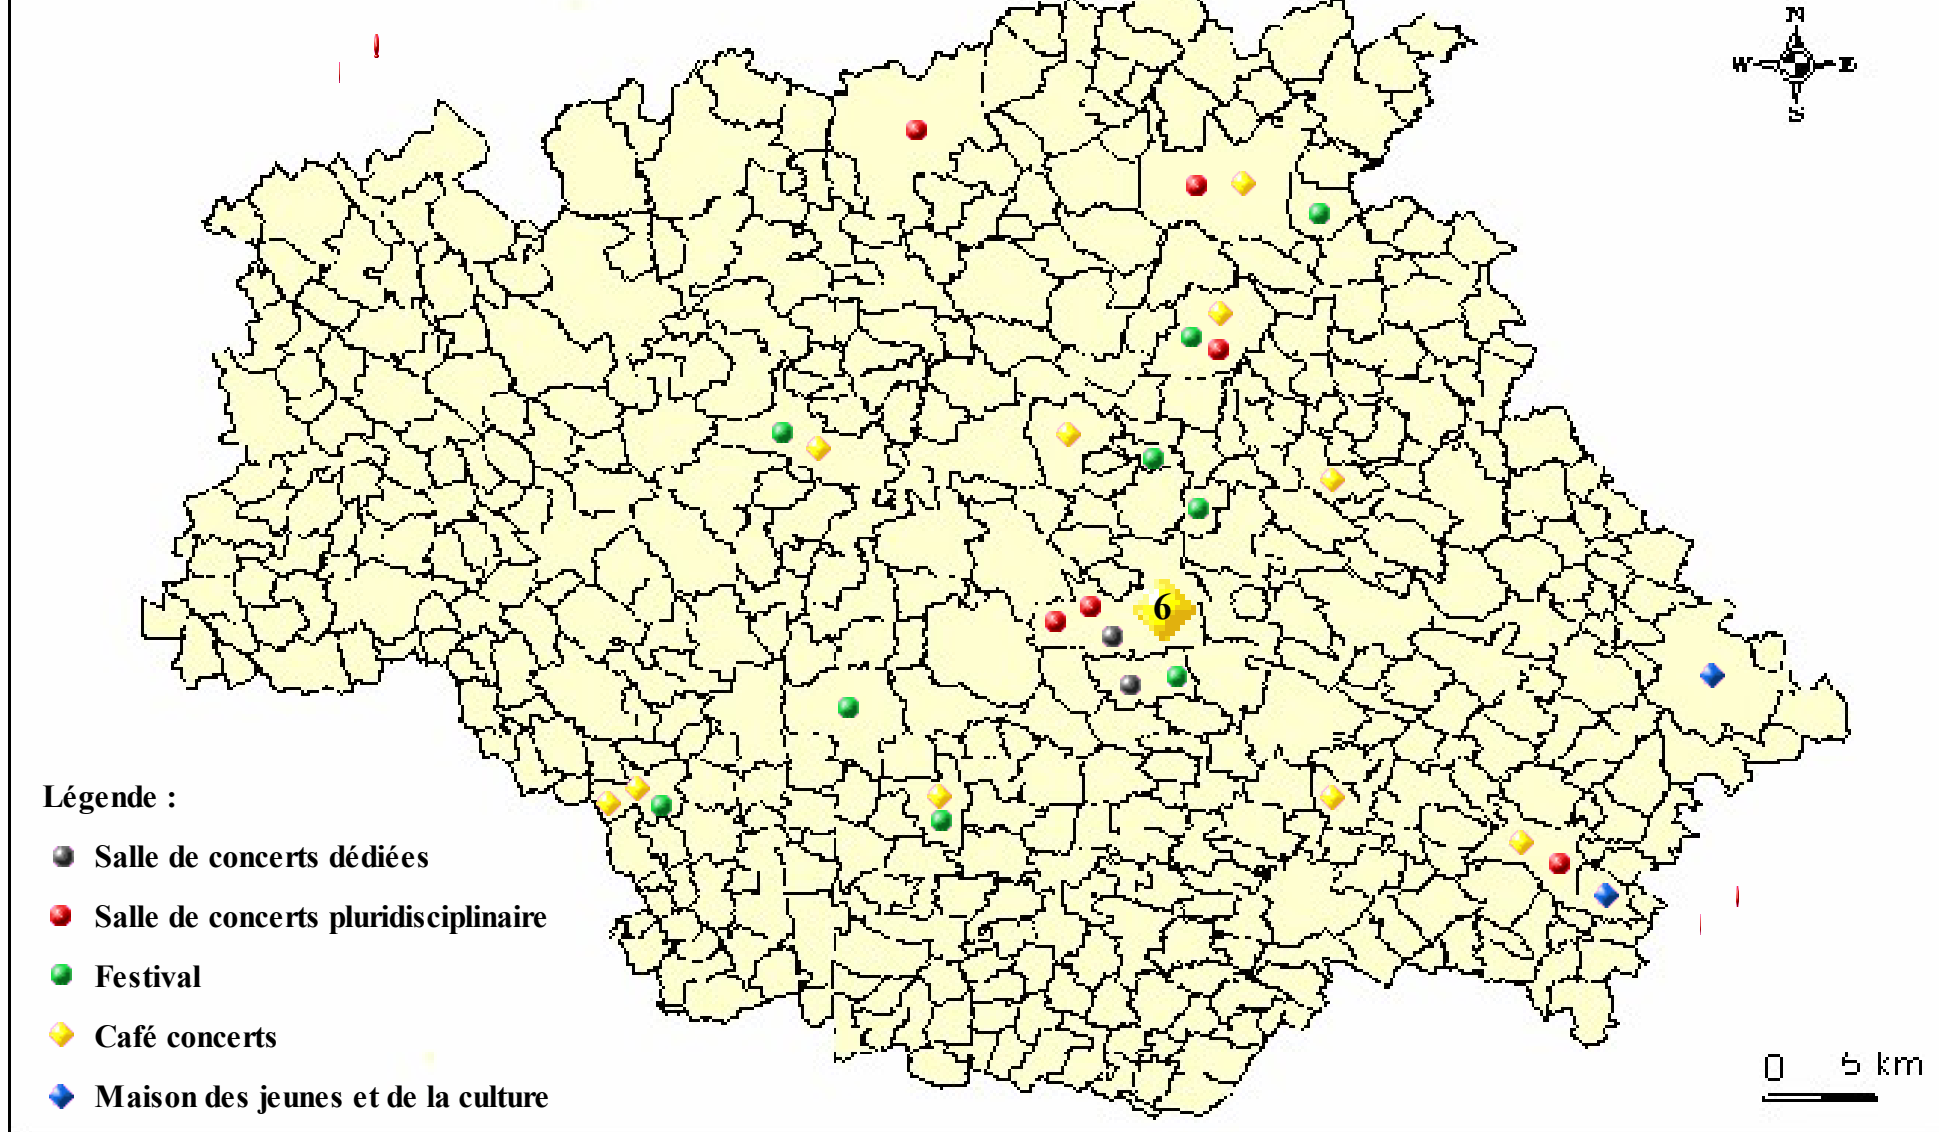 N
W E
S
6
Légende :
Salle de concerts dédiées
Salle de concerts pluridisciplinaire
Festival
Café concerts
Maison des jeunes et de la culture
0 5 km